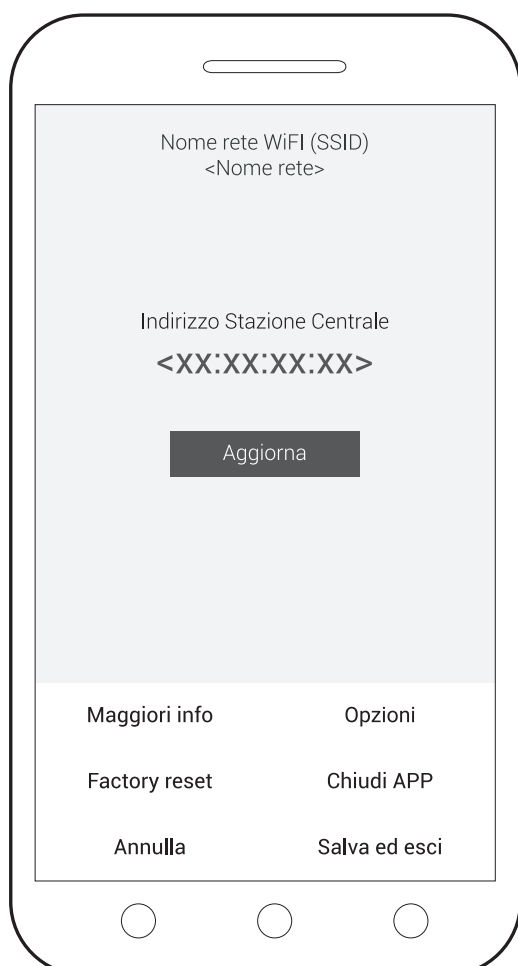 Nome rete WiFI (SSID)
<Nome rete>
Indirizzo Stazione Centrale
<xx:xx:xx:xx>
Aggiorna
Maggiori info
Opzioni
Factory reset
Chiudi APP
Annulla
Salva ed esci